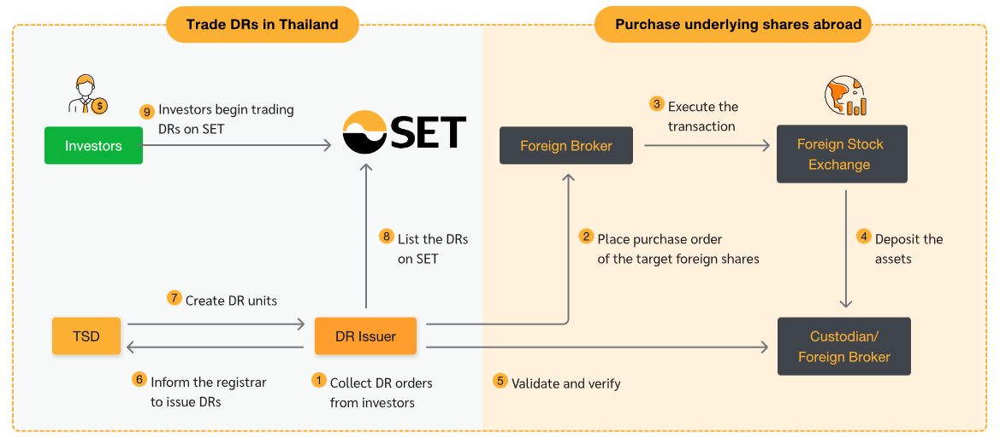 Trade DRs in Thailand
Purchase underlying shares abroad
$
9 Investors begin trading
DRs on SET
Investors
SET
3 Execute the
transaction
Foreign Broker
Foreign Stock
Exchange
8 List the DRs
on SET
2 Place purchase order
of the target foreign shares
4 Deposit the
assets
7 Create DR units
TSD
DR Issuer
Custodian/
Foreign Broker
6 Inform the registrar
to issue DRs
1 Collect DR orders
from investors
5 Validate and verify